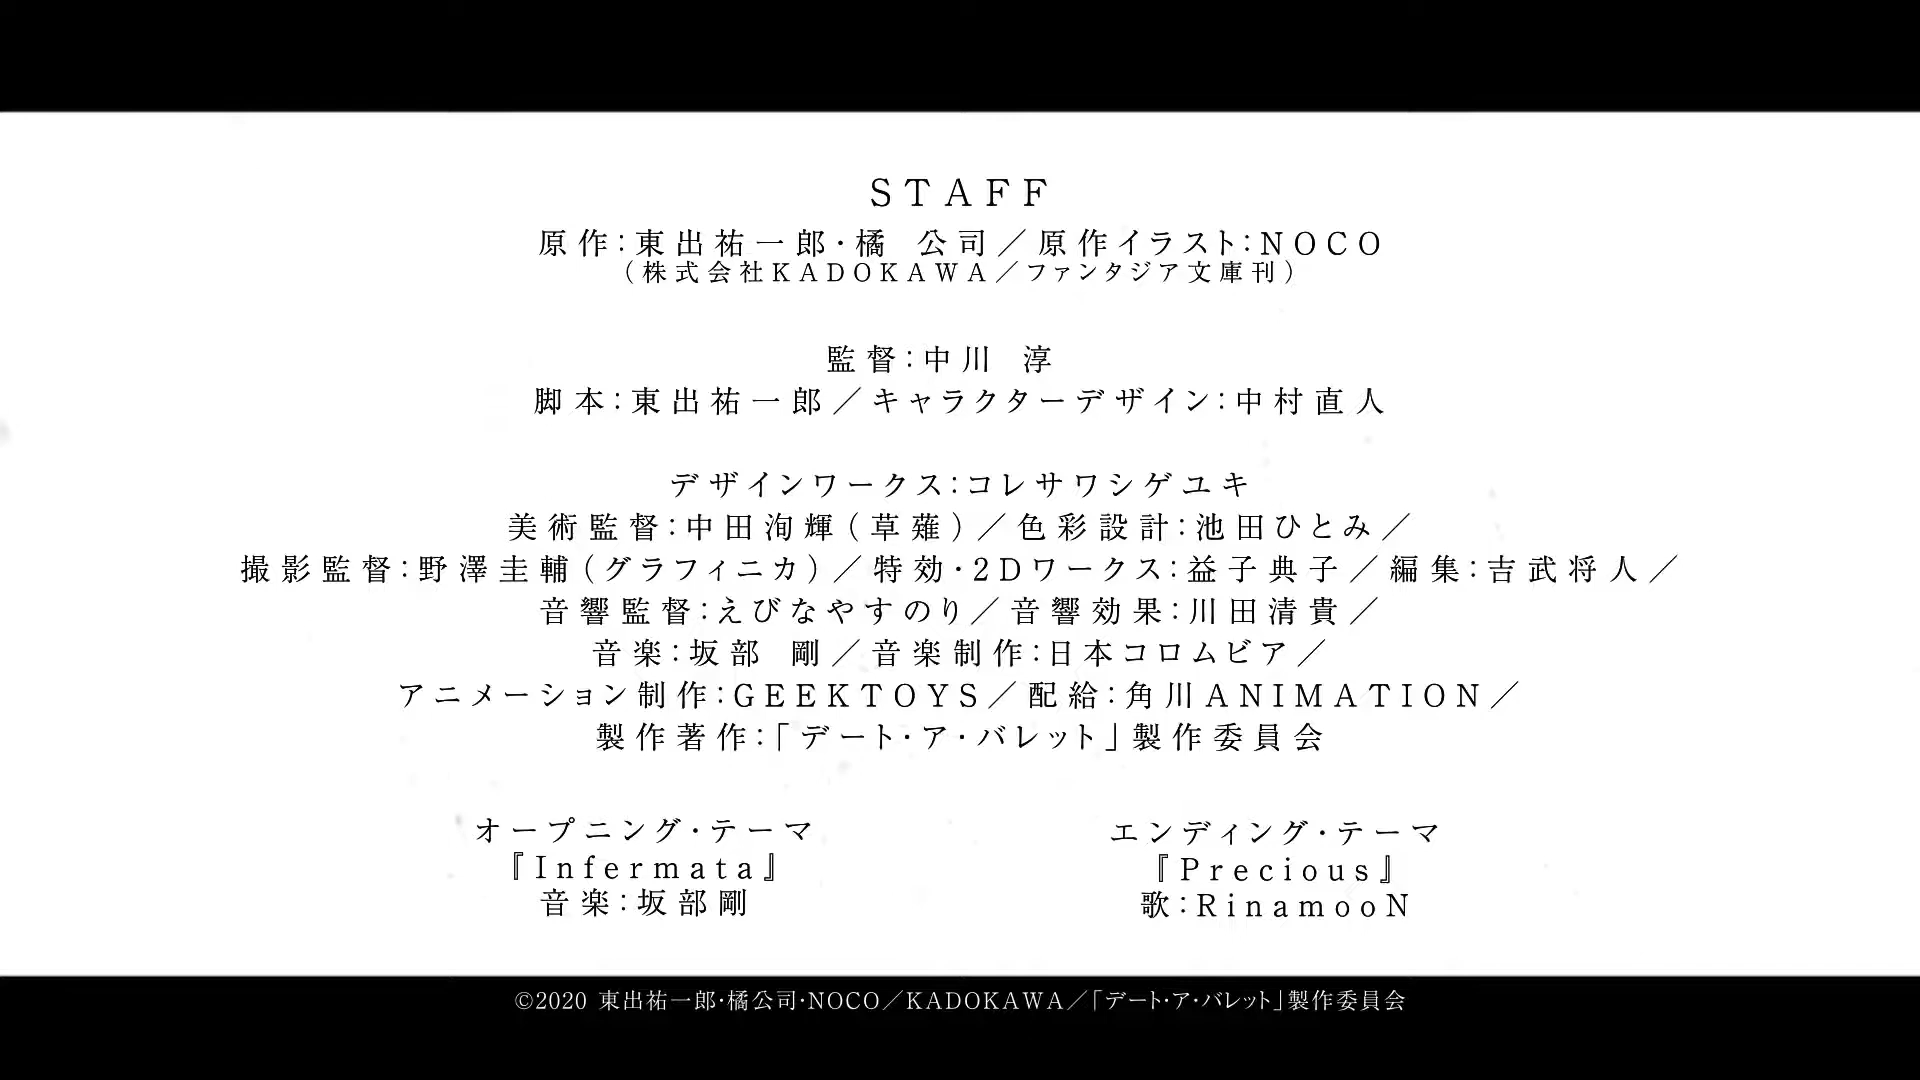 STAFF
原作:東出祐一郎・橘 公司／原作イラスト:NOCO
(株式会社KADOKAWA／ファンタジア文庫刊)
監督:中川 淳
脚本:東出祐一郎／キャラクターデザイン:中村直人
デザインワークス:コレサワシゲユキ
美術監督:中田洵輝(草薙)／色彩設計:池田ひとみ／
撮影監督:野澤圭輔(グラフィニカ)／特効・2Dワークス:益子典子／編集:吉武将人／
音響監督:えびなやすのり／音響効果:川田清貴／
音楽:坂部 剛／音楽制作:日本コロムビア／
アニメーション制作:GEEKTOYS／配給:角川ANIMATION／
製作著作:「デート・ア・バレット」製作委員会
オープニング・テーマ
『Infermata』
音楽:坂部剛
エンディング・テーマ
『Precious』
歌:RinamooN
©2020 東出祐一郎・橘公司・NOCO／KADOKAWA／「デート・ア・バレット」製作委員会